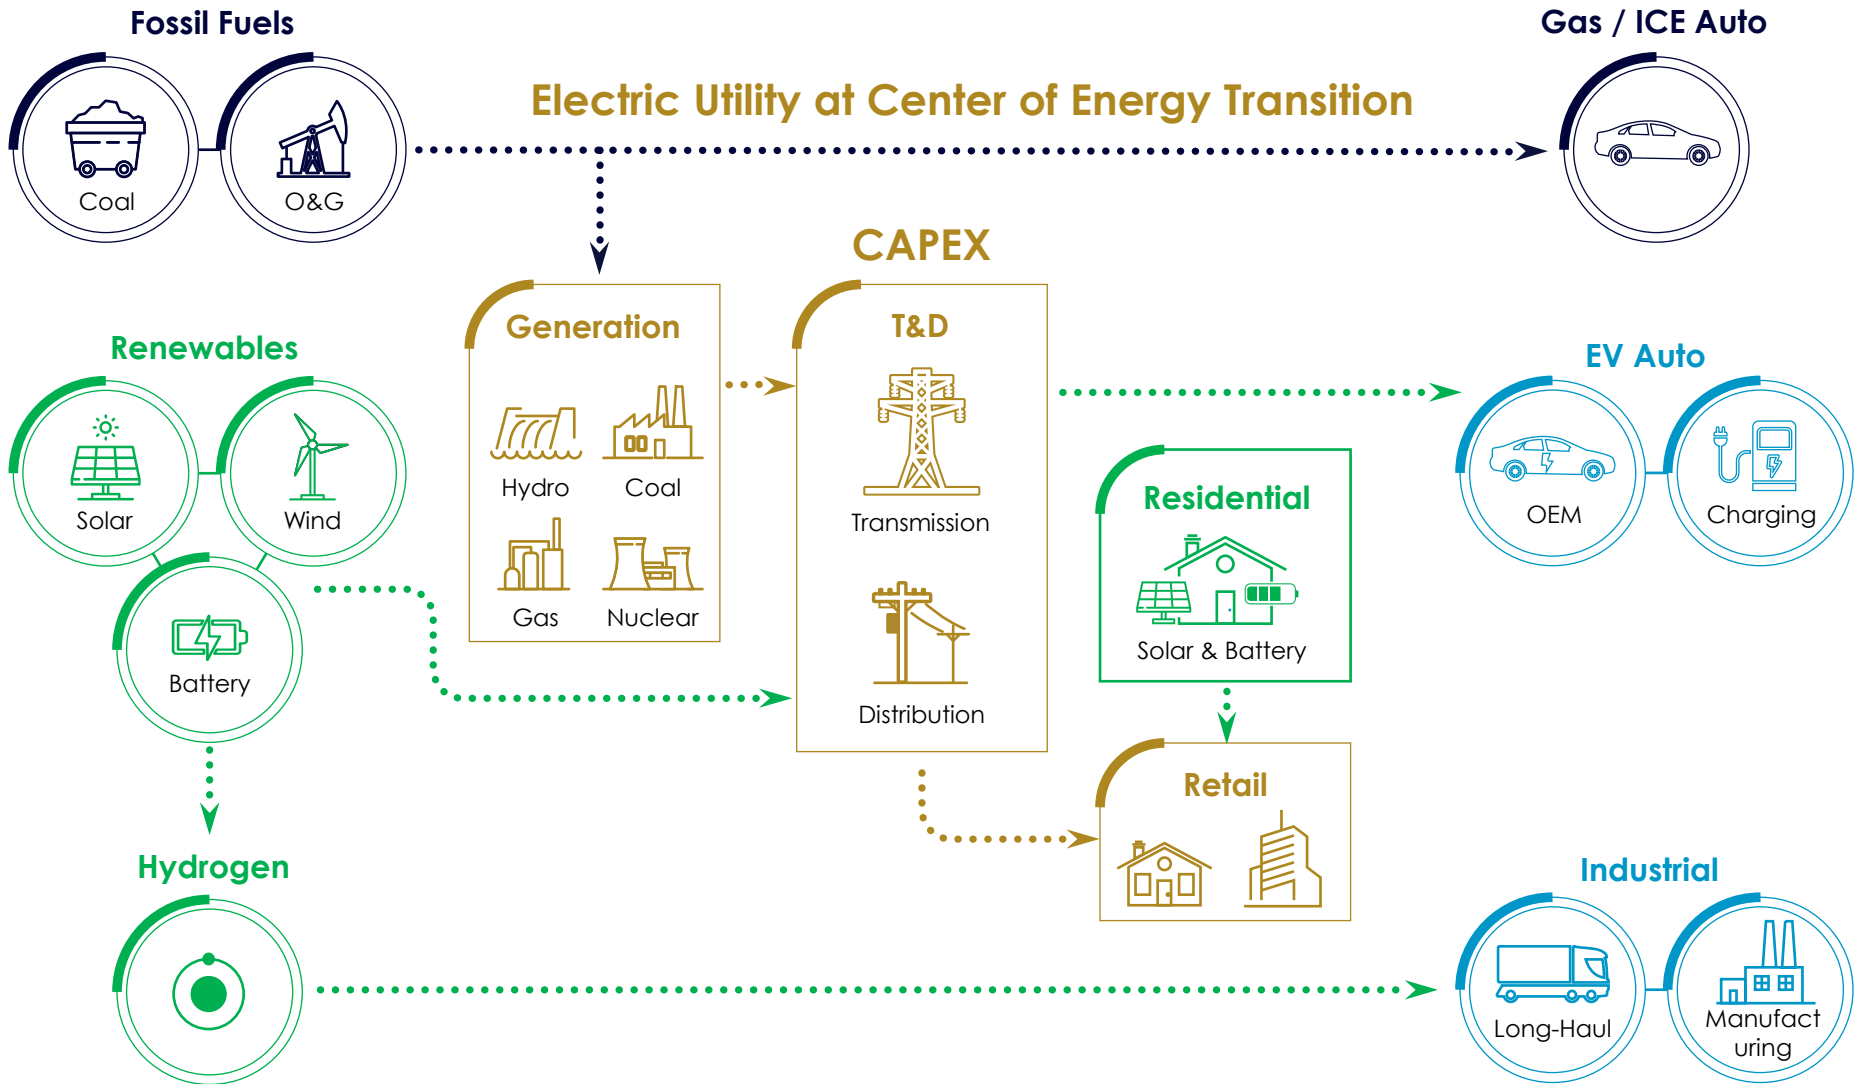 Fossil Fuels
Gas / ICE Auto
Electric Utility at Center of Energy Transition
Coal
O&G
CAPEX
Generation
T&D
Renewables
EV Auto
Hydro
Coal
Transmission
Solar
Wind
Residential
OEM
Charging
Gas
Nuclear
Solar & Battery
Battery
Distribution
Retail
Hydrogen
Industrial
Long-Haul
Manufact
uring